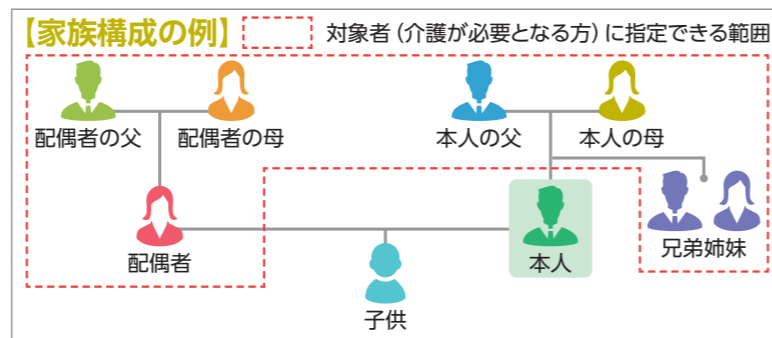 【家族構成の例】 対象者(介護が必要となる方)に指定できる範囲
配偶者の父 配偶者の母 本人の父 本人の母
配偶者 本人 兄弟姉妹
子供